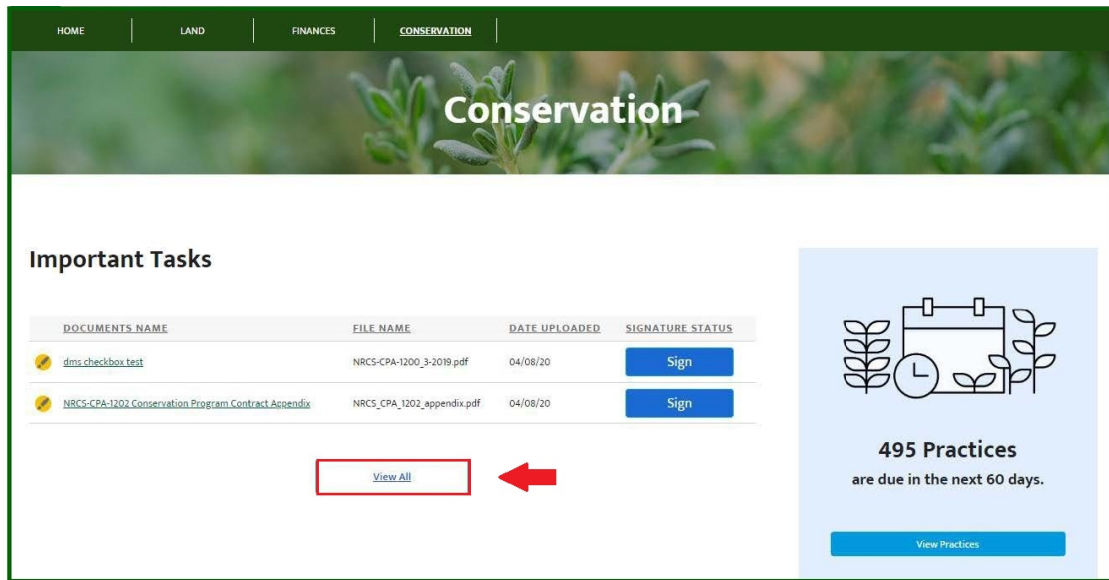 HOME LAND FINANCES CONSERVATION
Conservation
Important Tasks
DOCUMENTS NAME FILE NAME DATE UPLOADED SIGNATURE STATUS
dms checkbox test NRCS-CPA-1200_3-2019.pdf 04/08/20 Sign
NRCS-CPA-1202 Conservation Program Contract Appendix NRCS_CPA_1202_appendix.pdf 04/08/20 Sign
View All
495 Practices
are due in the next 60 days.
View Practices